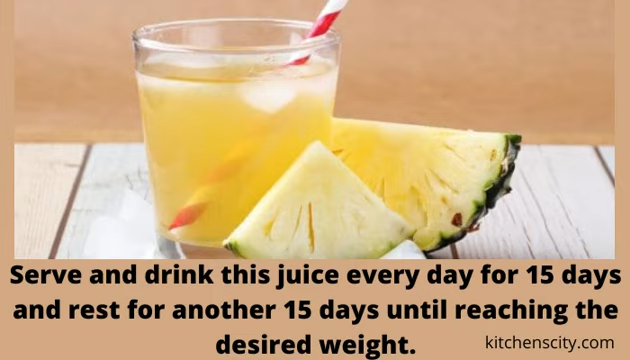 Serve and drink this juice every day for 15 days
and rest for another 15 days until reaching the
desired weight.
kitchenscity.com